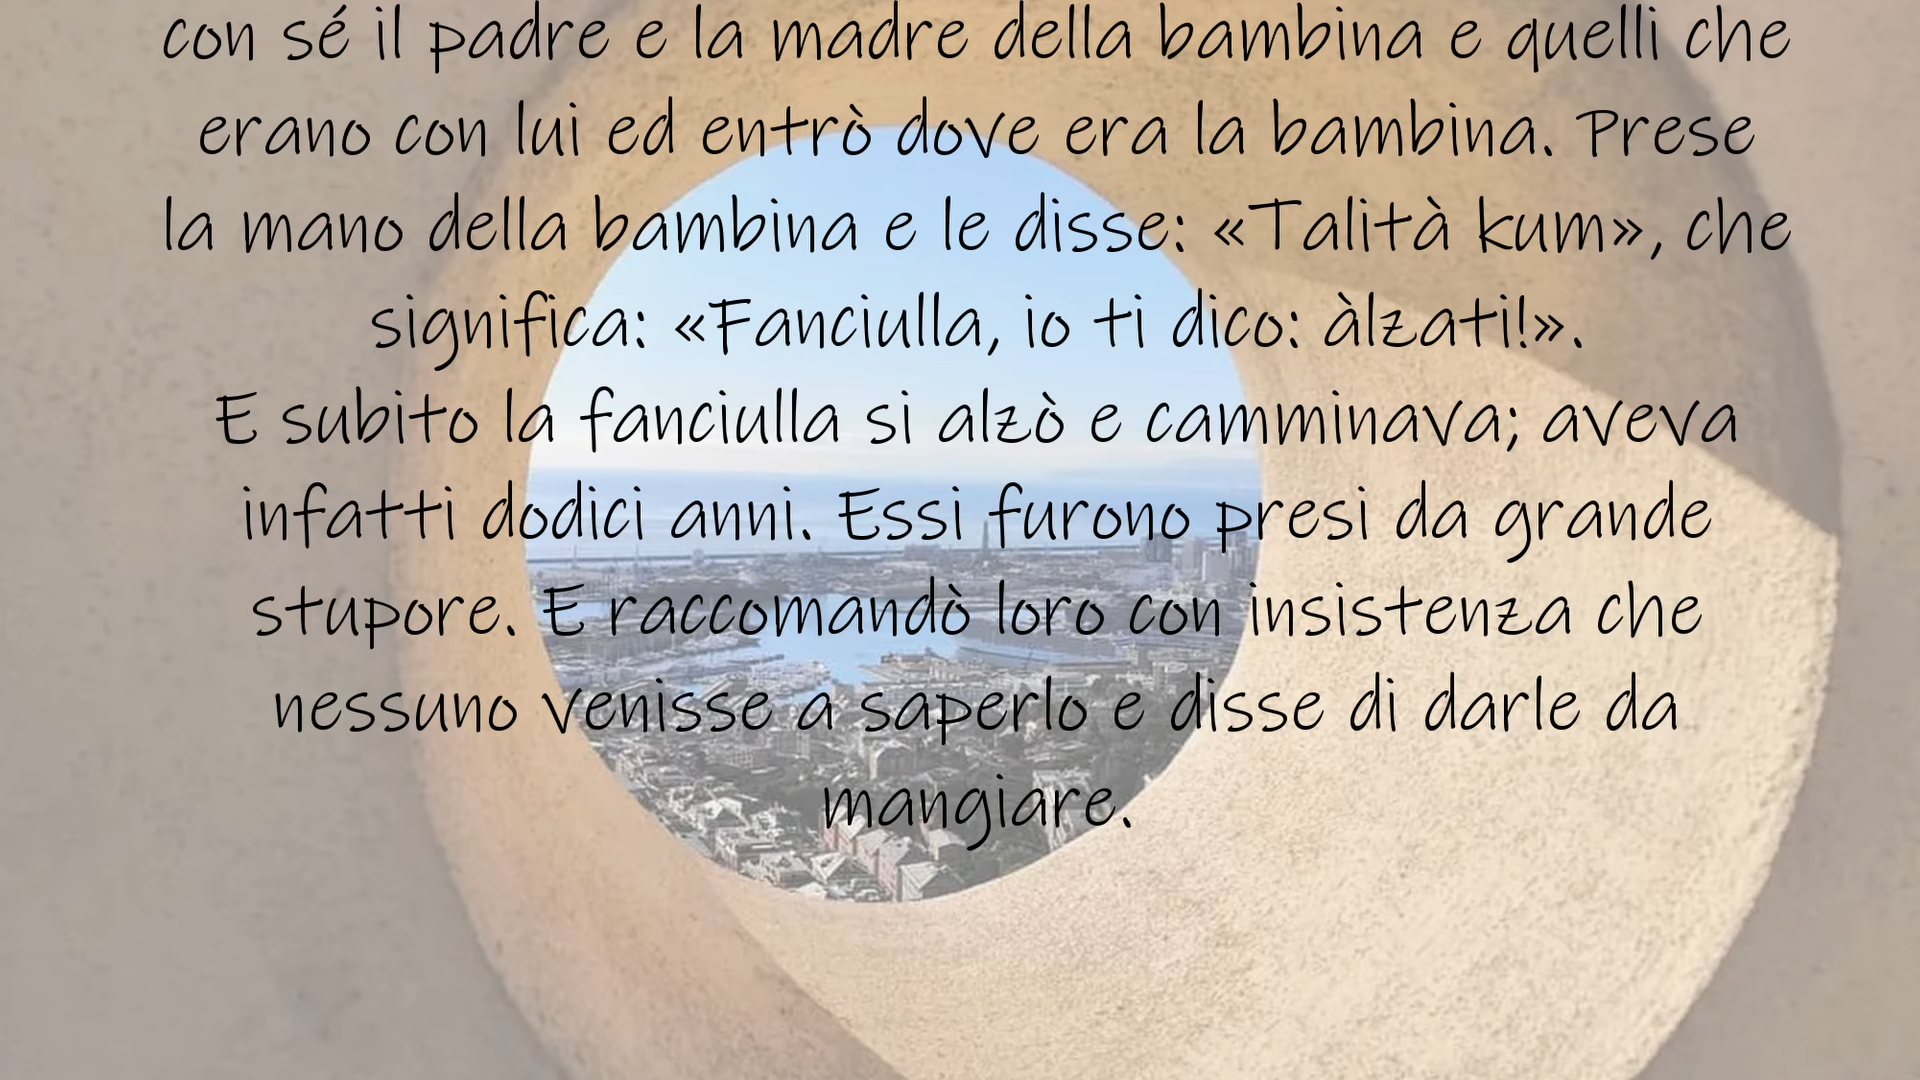 con sé il padre e la madre della bambina e quelli che
erano con lui ed entrò dove era la bambina. Prese
la mano della bambina e le disse: «Talità kum», che
significa: «Fanciulla, io ti dico: àlzati!».
E subito la fanciulla si alzò e camminava; aveva
infatti dodici anni. Essi furono presi da grande
stupore. E raccomandò loro con insistenza che
nessuno venisse a saperlo e disse di darle da
mangiare.